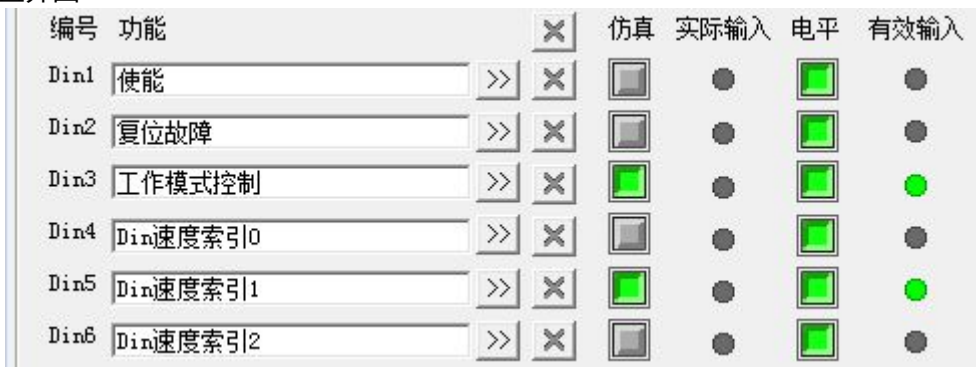 编号 功能 仿真 实际输入 电平 有效输入
Din1 使能 >>
Din2 复位故障 >>
Din3 工作模式控制 >>
Din4 Din速度索引0 >>
Din5 Din速度索引1 >>
Din6 Din速度索引2 >>